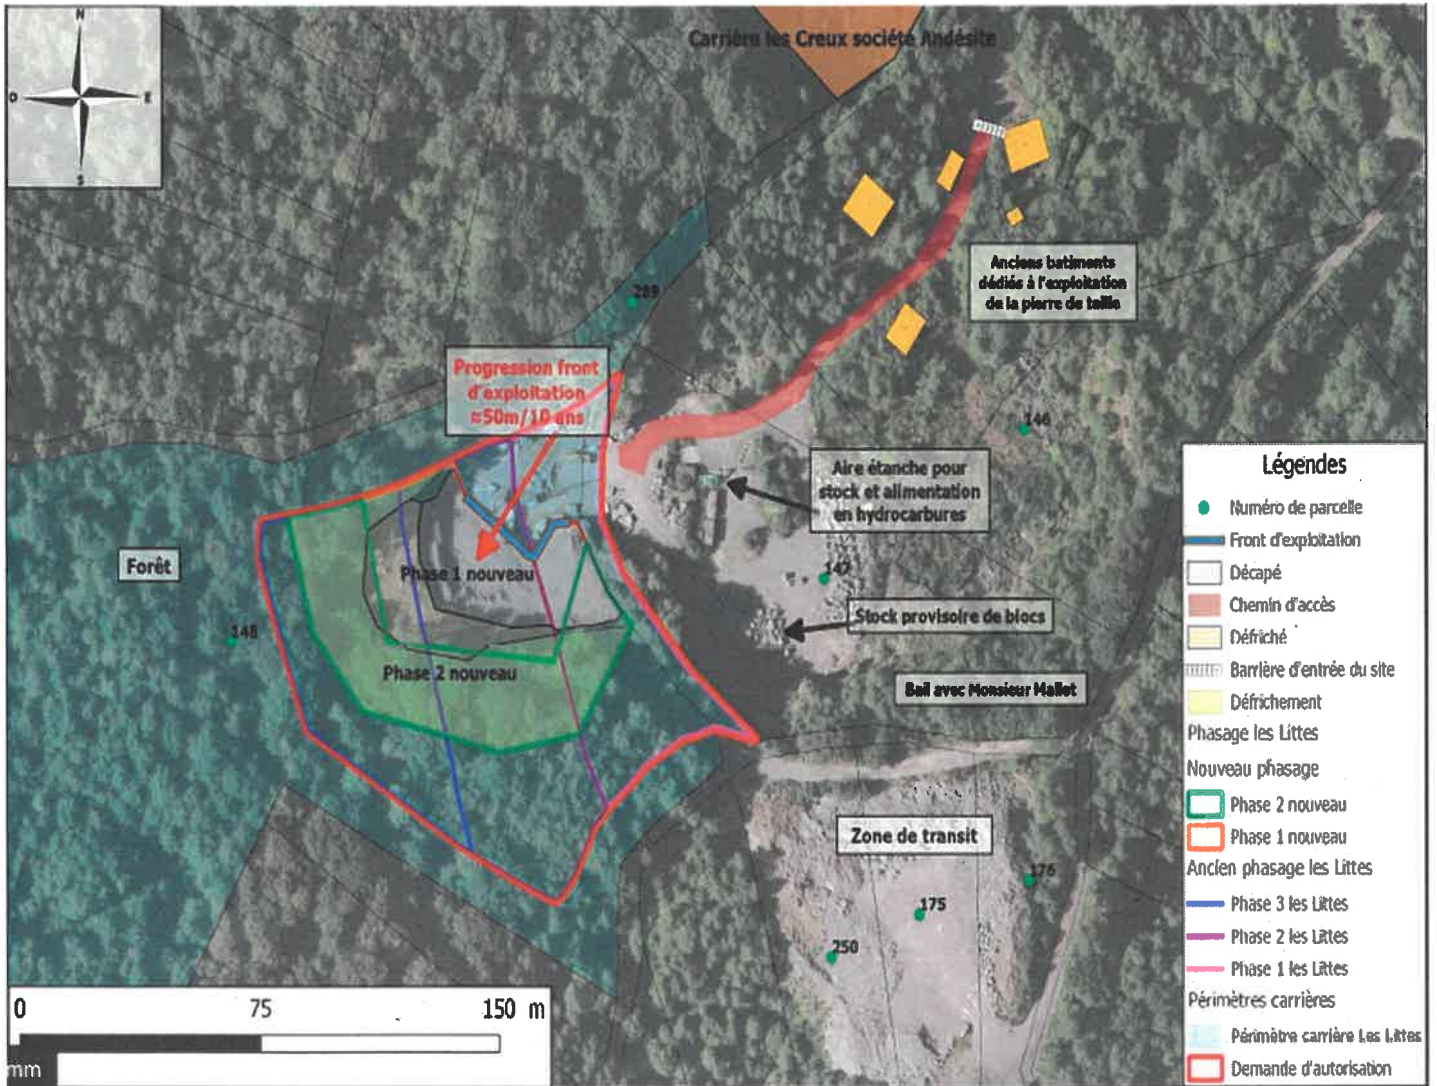 N
O
E
S
Carrière les Creux société Andésite
Anciens batiments
dédiés à l'exploitation
de la pierre de taille
289
Progression front
d'exploitation
≈50m/10 ans
146
Aire étanche pour
stock et alimentation
en hydrocarbures
Forêt
Phase 1 nouveau
147
Stock provisoire de blocs
148
Phase 2 nouveau
Bail avec Monsieur Mallet
Zone de transit
176
175
250
0 75 150 m
mm
Légendes
Numéro de parcelle
Front d'exploitation
Décapé
Chemin d'accès
Défriché
Barrière d'entrée du site
Défrichement
Phasage les Littes
Nouveau phasage
Phase 2 nouveau
Phase 1 nouveau
Ancien phasage les Littes
Phase 3 les Littes
Phase 2 les Littes
Phase 1 les Littes
Périmètres carrières
Périmètre carrière Les Littes
Demande d'autorisation